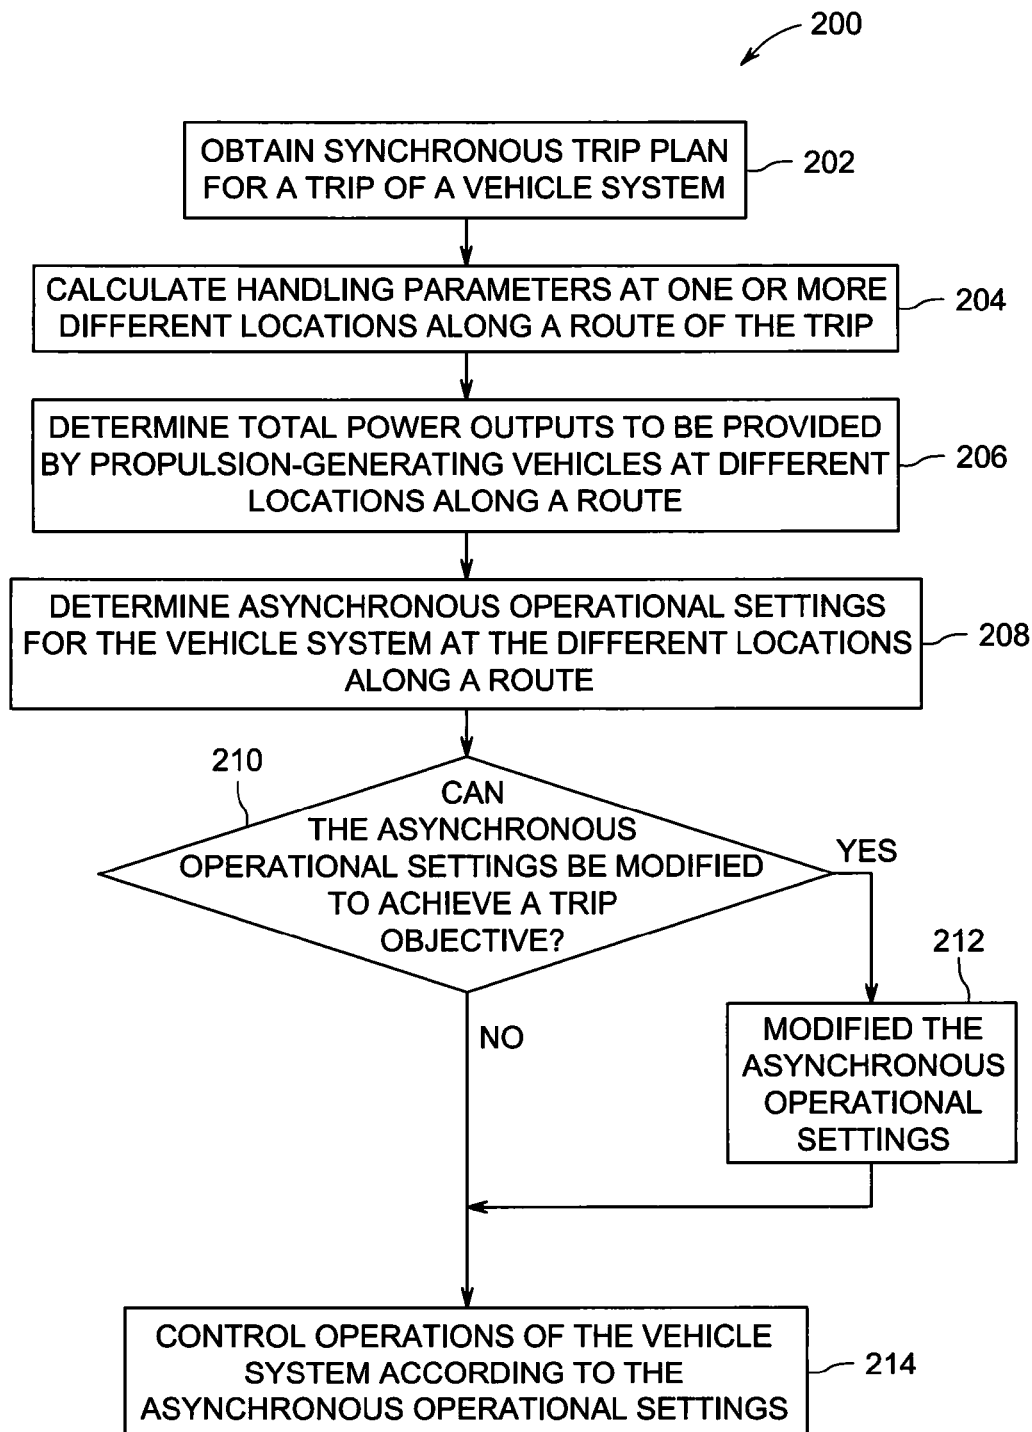 200
OBTAIN SYNCHRONOUS TRIP PLAN
FOR A TRIP OF A VEHICLE SYSTEM
202
CALCULATE HANDLING PARAMETERS AT ONE OR MORE
DIFFERENT LOCATIONS ALONG A ROUTE OF THE TRIP
204
DETERMINE TOTAL POWER OUTPUTS TO BE PROVIDED
BY PROPULSION-GENERATING VEHICLES AT DIFFERENT
LOCATIONS ALONG A ROUTE
206
DETERMINE ASYNCHRONOUS OPERATIONAL SETTINGS
FOR THE VEHICLE SYSTEM AT THE DIFFERENT LOCATIONS
ALONG A ROUTE
208
210
CAN
THE ASYNCHRONOUS
OPERATIONAL SETTINGS BE MODIFIED
TO ACHIEVE A TRIP
OBJECTIVE?
YES
NO
212
MODIFIED THE
ASYNCHRONOUS
OPERATIONAL
SETTINGS
CONTROL OPERATIONS OF THE VEHICLE
SYSTEM ACCORDING TO THE
ASYNCHRONOUS OPERATIONAL SETTINGS
214